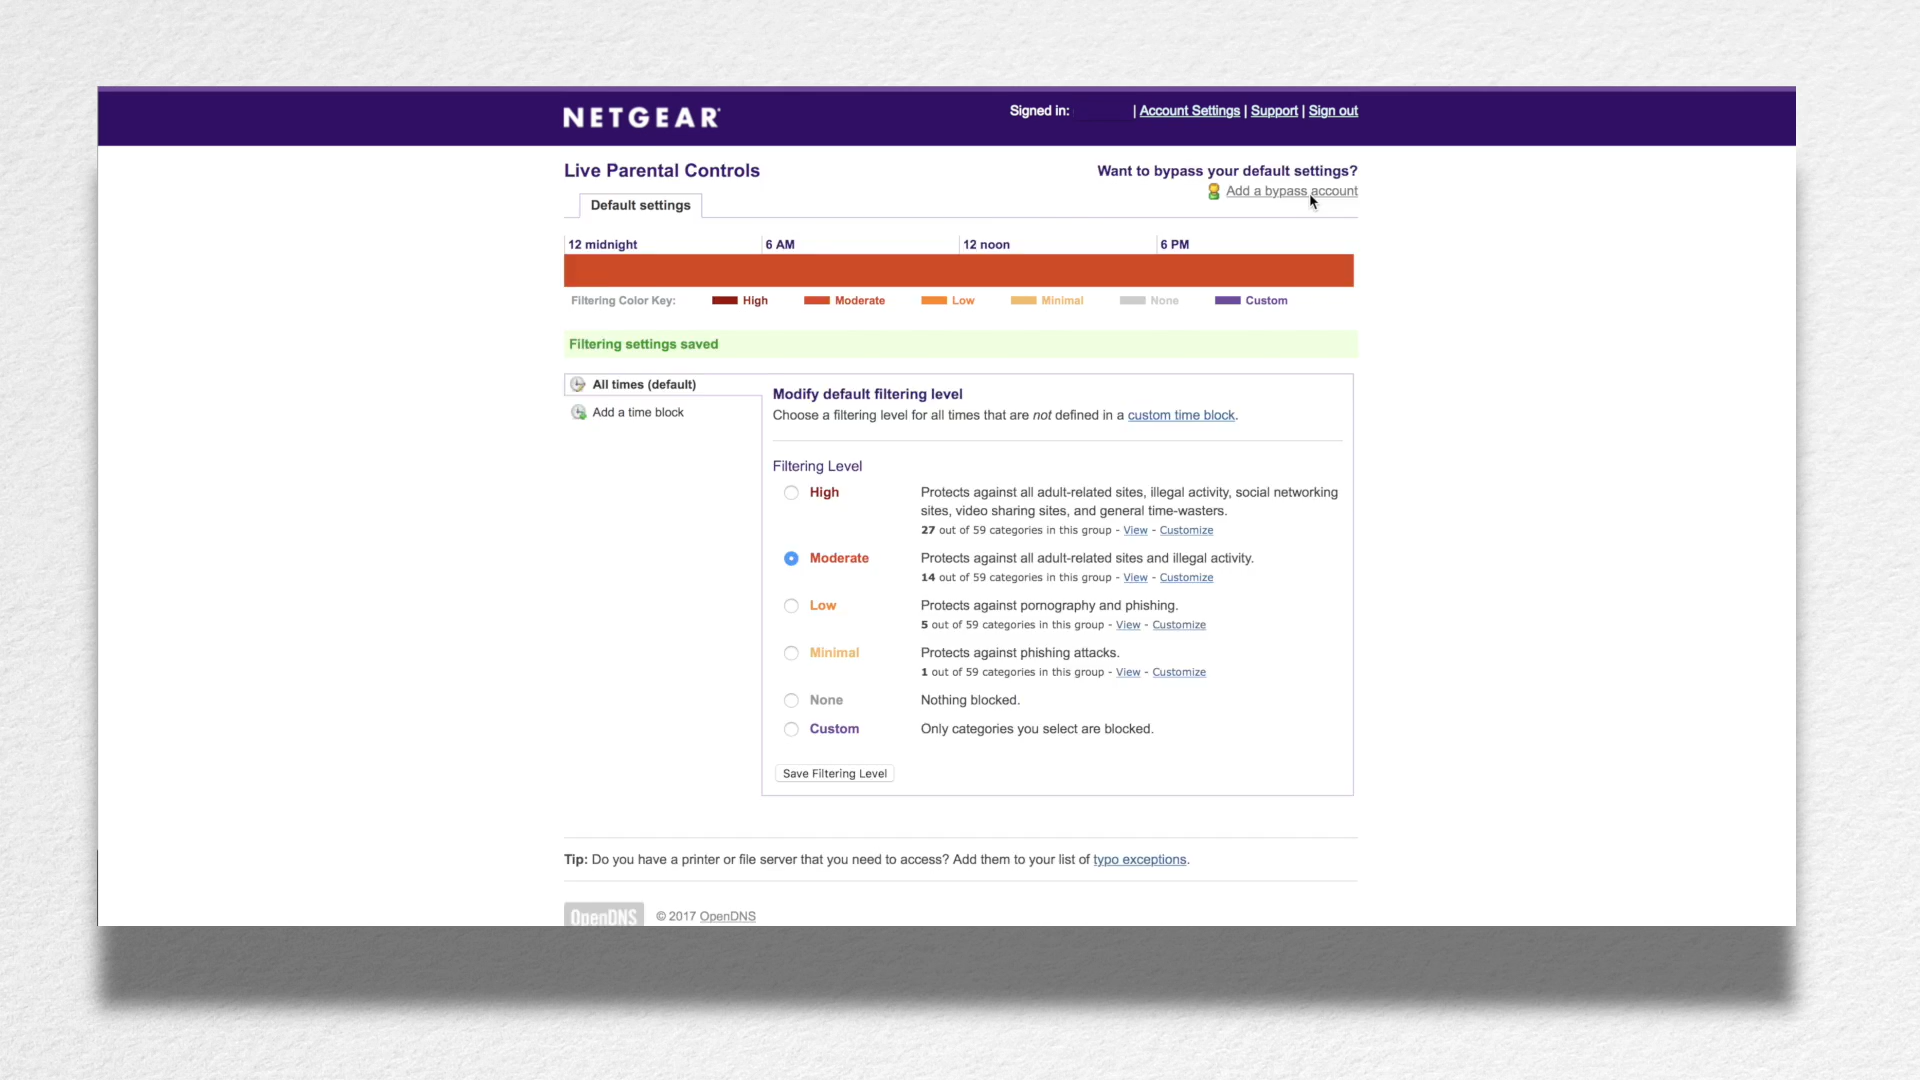 NETGEAR
Signed in: | Account Settings | Support | Sign out
Live Parental Controls
Want to bypass your default settings?
Add a bypass account
Default settings
12 midnight 6 AM 12 noon 6 PM
Filtering Color Key: High Moderate Low Minimal None Custom
Filtering settings saved
All times (default)
Add a time block
Modify default filtering level
Choose a filtering level for all times that are not defined in a custom time block.
Filtering Level
High Protects against all adult-related sites, illegal activity, social networking
sites, video sharing sites, and general time-wasters.
27 out of 59 categories in this group - View - Customize
Moderate Protects against all adult-related sites and illegal activity.
14 out of 59 categories in this group - View - Customize
Low Protects against pornography and phishing.
5 out of 59 categories in this group - View - Customize
Minimal Protects against phishing attacks.
1 out of 59 categories in this group - View - Customize
None Nothing blocked.
Custom Only categories you select are blocked.
Save Filtering Level
Tip: Do you have a printer or file server that you need to access? Add them to your list of typo exceptions.
OpenDNS © 2017 OpenDNS